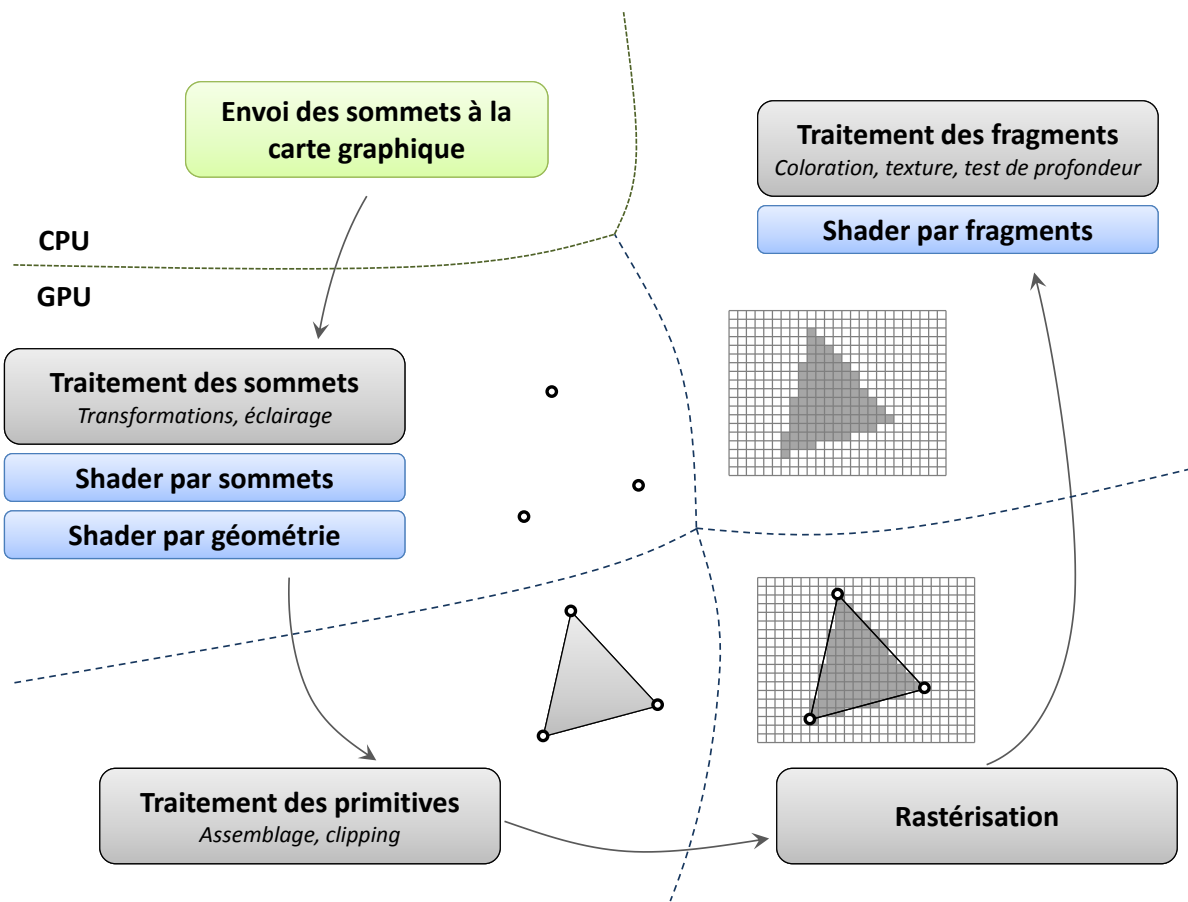 Envoi des sommets à la
carte graphique
CPU
GPU
Traitement des sommets
Transformations, éclairage
Shader par sommets
Shader par géométrie
Traitement des primitives
Assemblage, clipping
Rastérisation
Traitement des fragments
Coloration, texture, test de profondeur
Shader par fragments